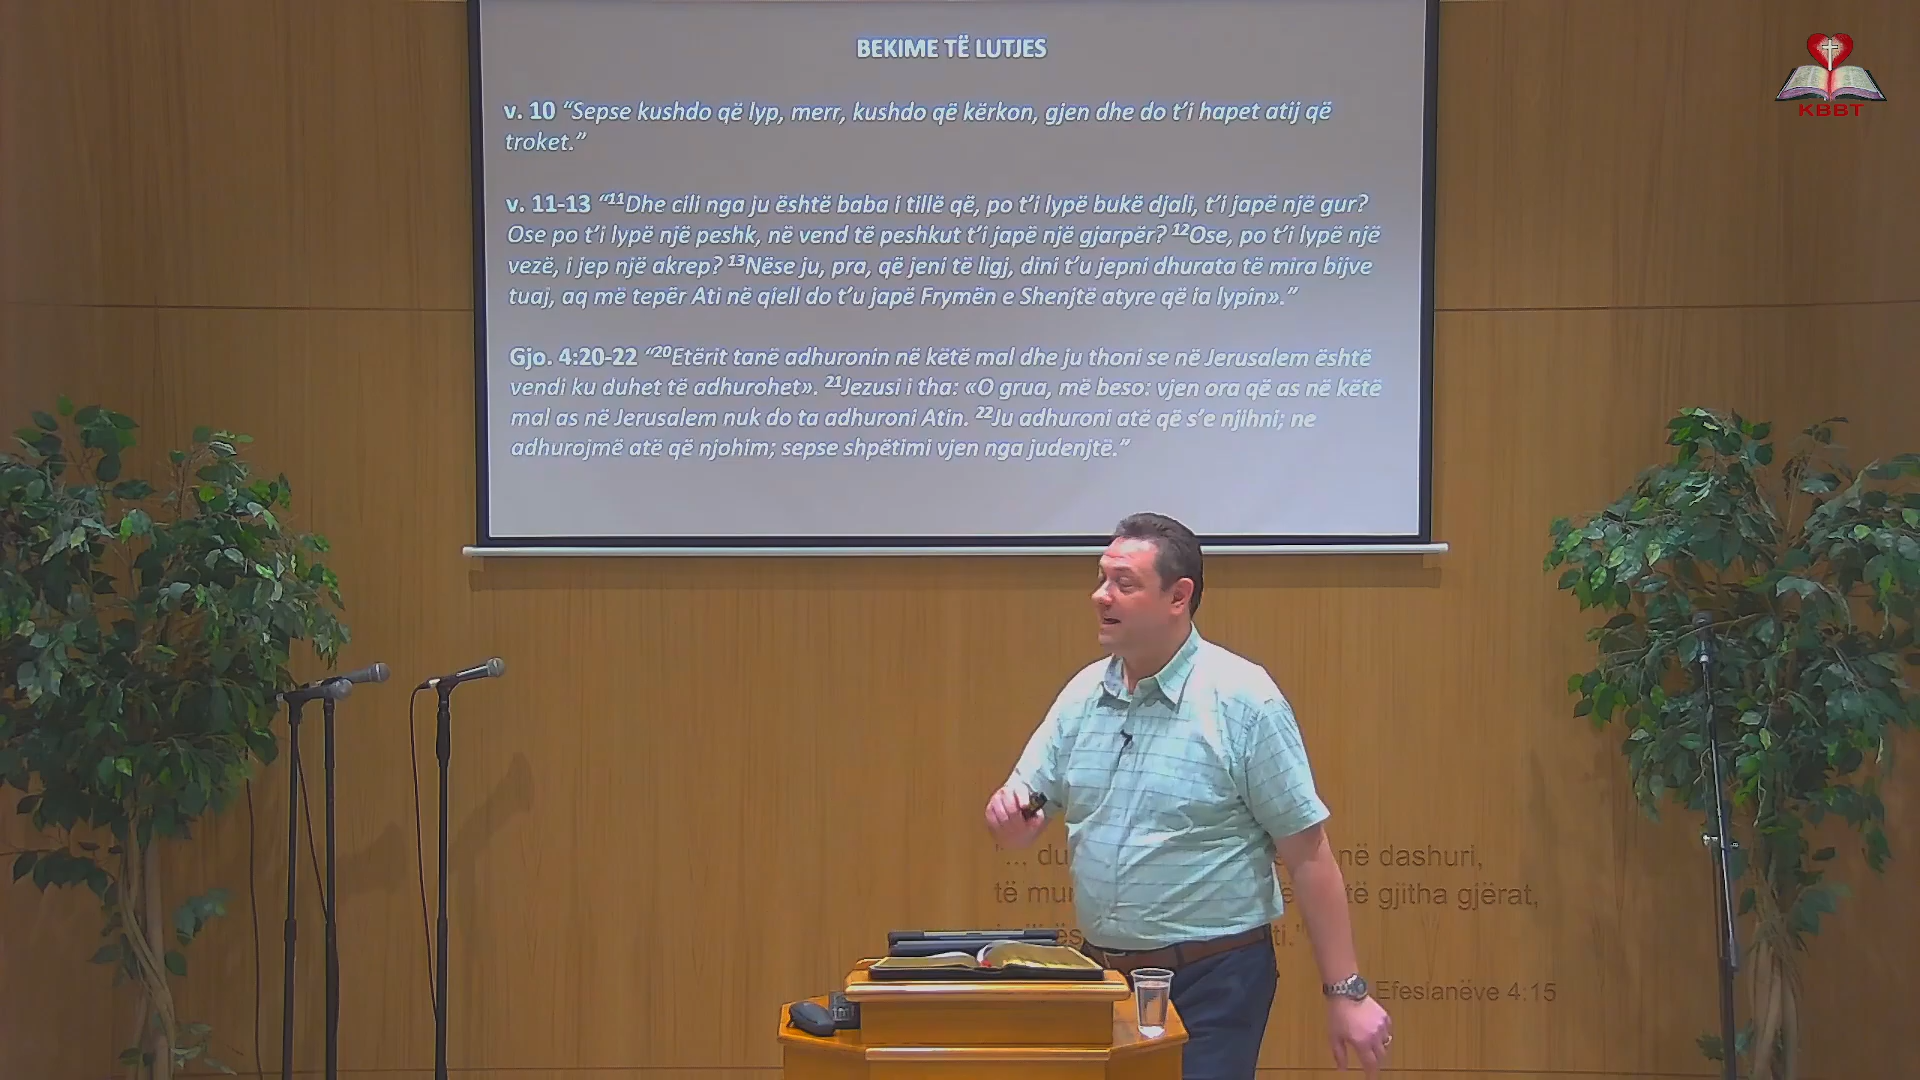 BEKIME TË LUTJES
v. 10 “Sepse kushdo që lyp, merr, kushdo që kërkon, gjen dhe do t’i hapet atij që
troket.”
v. 11-13 “¹¹Dhe cili nga ju është baba i tillë që, po t’i lypë bukë djali, t’i japë një gur?
Ose po t’i lypë një peshk, në vend të peshkut t’i japë një gjarpër? ¹²Ose, po t’i lypë një
vezë, i jep një akrep? ¹³Nëse ju, pra, që jeni të ligj, dini t’u jepni dhurata të mira bijve
tuaj, aq më tepër Ati në qiell do t’u japë Frymën e Shenjtë atyre që ia lypin».”
Gjo. 4:20-22 “²⁰Etërit tanë adhuronin në këtë mal dhe ju thoni se në Jerusalem është
vendi ku duhet të adhurohet». ²¹Jezusi i tha: «O grua, më beso: vjen ora që as në këtë
mal as në Jerusalem nuk do ta adhuroni Atin. ²²Ju adhuroni atë që s’e njihni; ne
adhurojmë atë që njohim; sepse shpëtimi vjen nga judenjtë.”
KBBT
"... në dashuri,
të të gjitha gjërat,
Efesianëve 4:15